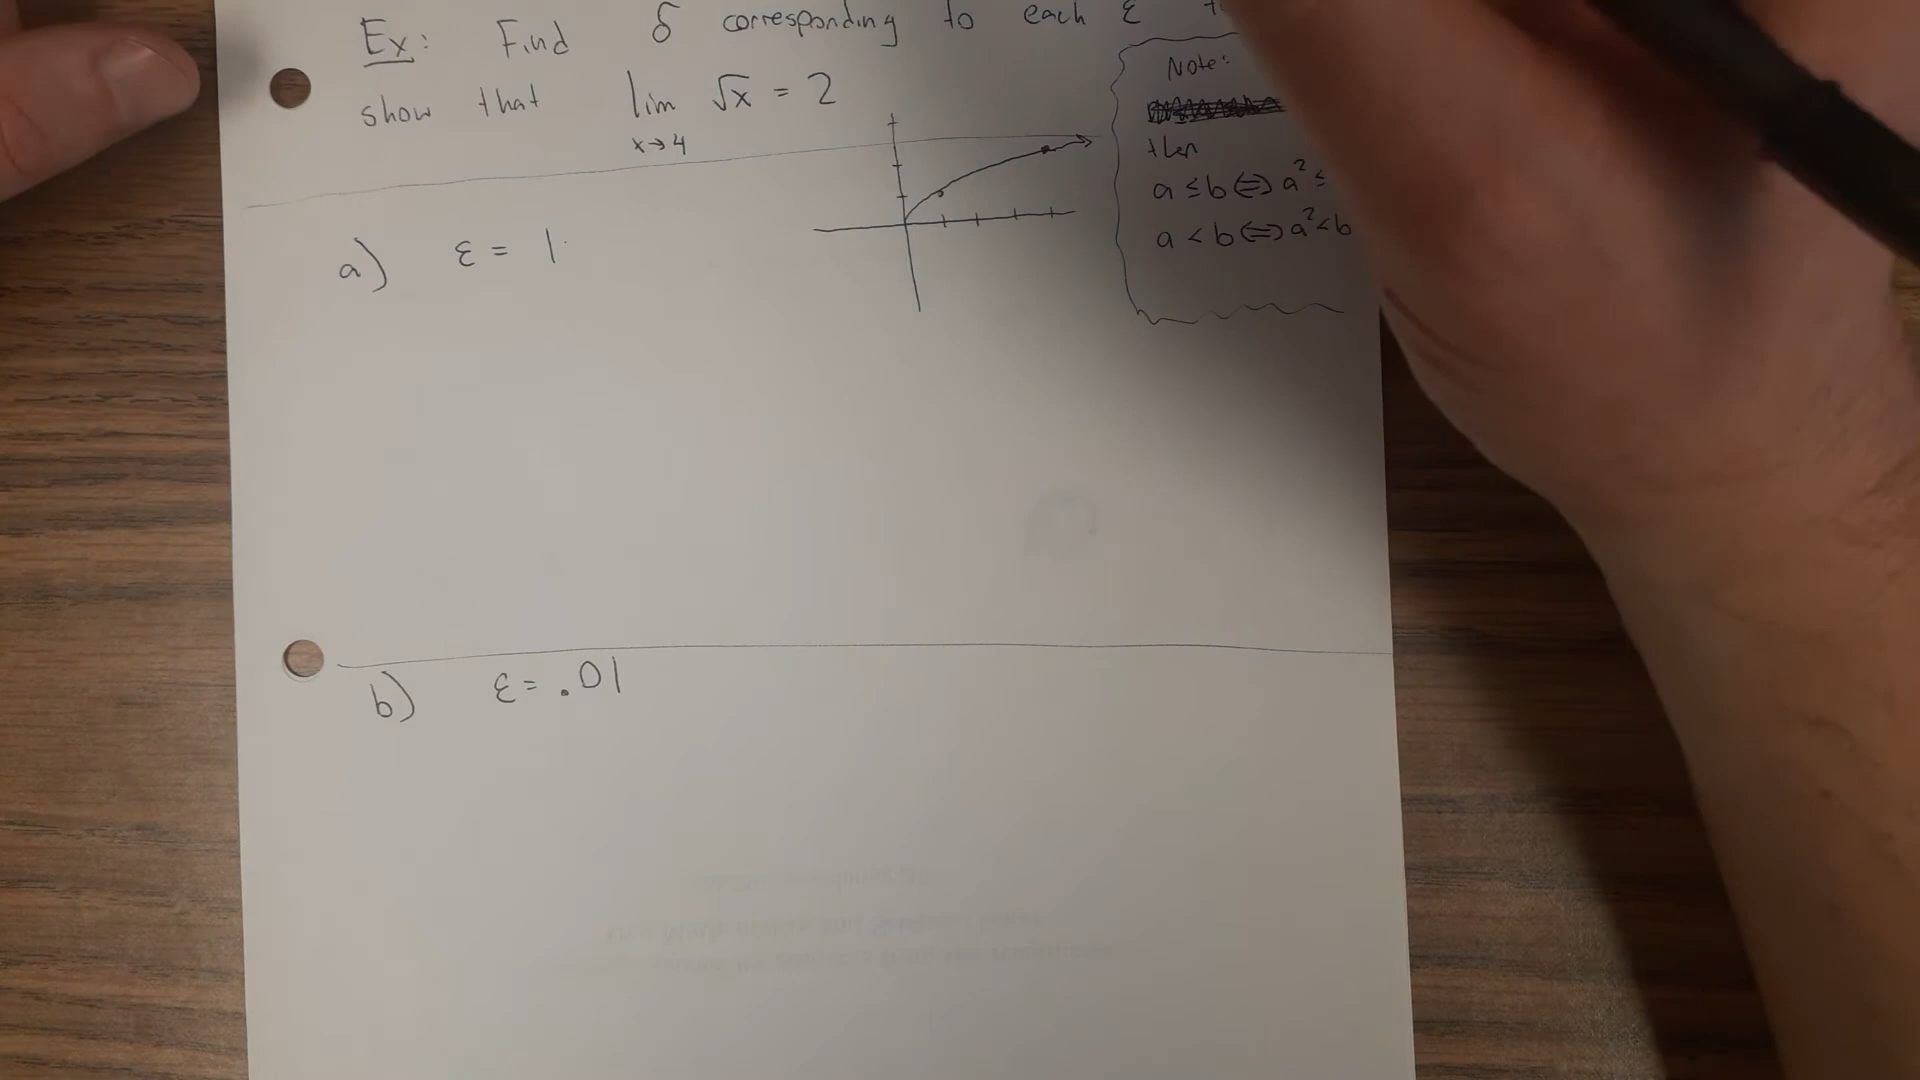 Ex: Find δ corresponding to each ε
show that lim √x = 2
x→4
Note:
then
a ≤ b ⇔ a² ≤
a < b ⇔ a² < b
a) ε = 1
b) ε = .01